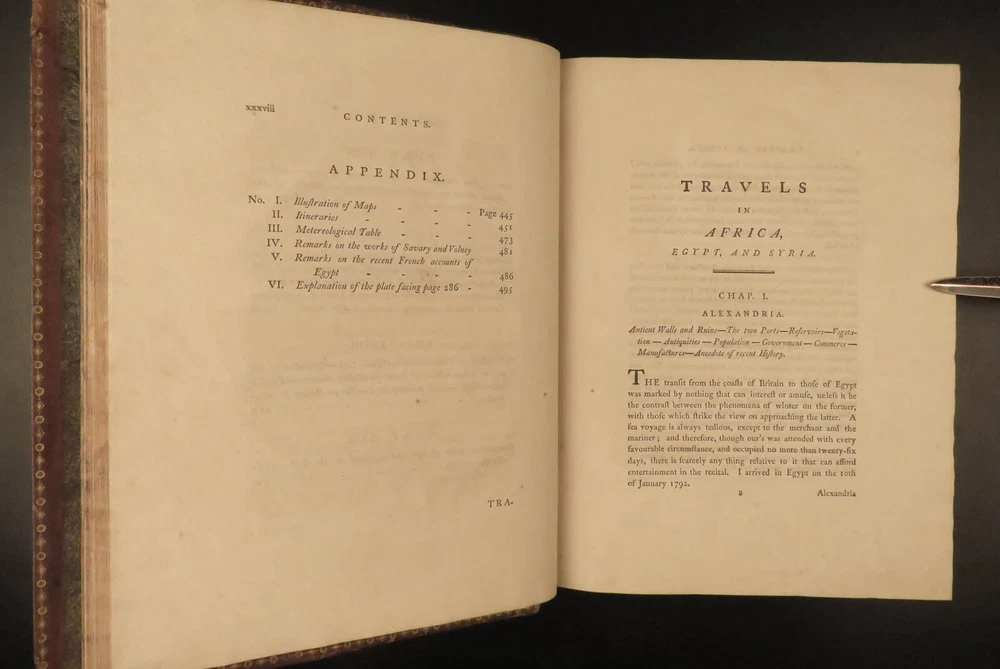 xxxviii
CONTENTS.
APPENDIX.
No. I. Illuſtration of Maps - - - Page 445
II. Itineraries - - - - 451
III. Metereological Table - - - 473
IV. Remarks on the works of Savary and Volney 481
V. Remarks on the recent French accounts of
Egypt - - - - 486
VI. Explanation of the plate facing page 286 - 495
TRA-
TRAVELS
IN
AFRICA,
EGYPT, AND SYRIA.
CHAP. I.
ALEXANDRIA.
Antient Walls and Ruins—The two Ports—Reſervoirs—Vegeta-
tion — Antiquities — Population — Government — Commerce —
Manufactures—Anecdote of recent Hiſtory.
THE tranſit from the coaſts of Britain to thoſe of Egypt
was marked by nothing that can intereſt or amuſe, unleſs it be
the contraſt between the phenomena of winter on the former,
with thoſe which ſtrike the view on approaching the latter. A
ſea voyage is always tedious, except to the merchant and the
mariner; and therefore, though our's was attended with every
favourable circumſtance, and occupied no more than twenty-ſix
days, there is ſcarcely any thing relative to it that can afford
entertainment in the recital. I arrived in Egypt on the 10th
of January 1792.
B Alexandria